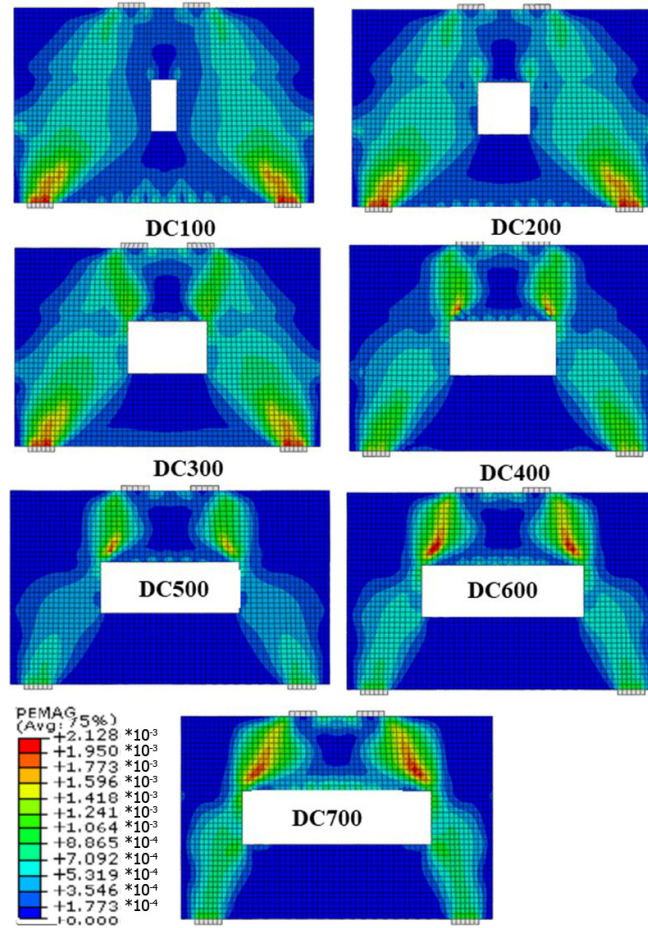 DC100
DC200
DC300
DC400
DC500
DC600
PEMAG
(Avg: 75%)
+2.128 *10-3
+1.950 *10-3
+1.773 *10-3
+1.596 *10-3
+1.418 *10-3
+1.241 *10-3
+1.064 *10-3
+8.865 *10-4
+7.092 *10-4
+5.319 *10-4
+3.546 *10-4
+1.773 *10-4
+0.000
DC700